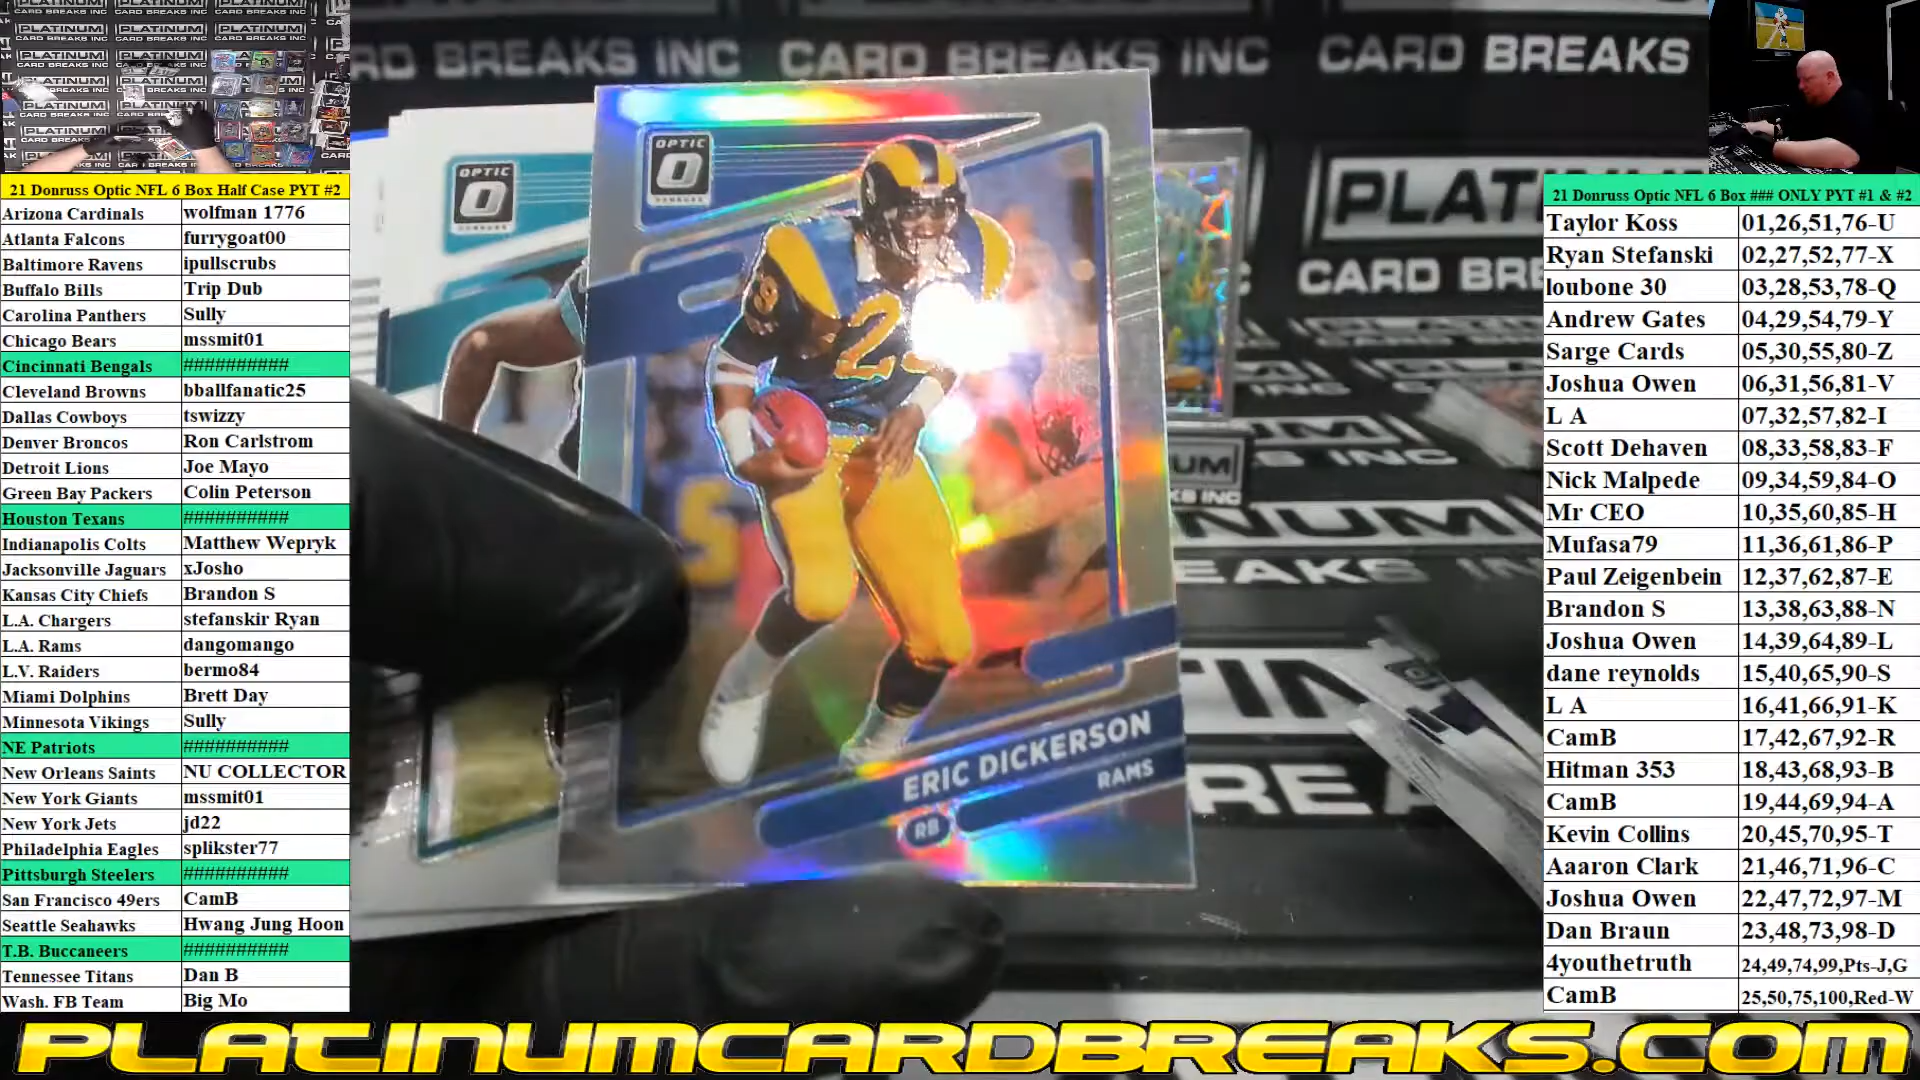 PLATINUM
CARD BREAKS INC
CARD BREAKS INC
CARD BREAKS INC
CARD BREAKS
21 Donruss Optic NFL 6 Box Half Case PYT #2
Arizona Cardinals wolfman 1776
Atlanta Falcons furrygoat00
Baltimore Ravens ipullscrubs
Buffalo Bills Trip Dub
Carolina Panthers Sully
Chicago Bears mssmit01
Cincinnati Bengals ##########
Cleveland Browns bballfanatic25
Dallas Cowboys tswizzy
Denver Broncos Ron Carlstrom
Detroit Lions Joe Mayo
Green Bay Packers Colin Peterson
Houston Texans ##########
Indianapolis Colts Matthew Wepryk
Jacksonville Jaguars xJosho
Kansas City Chiefs Brandon S
L.A. Chargers stefanskir Ryan
L.A. Rams dangomango
L.V. Raiders bermo84
Miami Dolphins Brett Day
Minnesota Vikings Sully
NE Patriots ##########
New Orleans Saints NU COLLECTOR
New York Giants mssmit01
New York Jets jd22
Philadelphia Eagles splikster77
Pittsburgh Steelers ##########
San Francisco 49ers CamB
Seattle Seahawks Hwang Jung Hoon
T.B. Buccaneers ##########
Tennessee Titans Dan B
Wash. FB Team Big Mo
OPTIC
DONRUSS
OPTIC
DONRUSS
ERIC DICKERSON
RAMS
RB
21 Donruss Optic NFL 6 Box ### ONLY PYT #1 & #2
Taylor Koss 01,26,51,76-U
Ryan Stefanski 02,27,52,77-X
loubone 30 03,28,53,78-Q
Andrew Gates 04,29,54,79-Y
Sarge Cards 05,30,55,80-Z
Joshua Owen 06,31,56,81-V
L A 07,32,57,82-I
Scott Dehaven 08,33,58,83-F
Nick Malpede 09,34,59,84-O
Mr CEO 10,35,60,85-H
Mufasa79 11,36,61,86-P
Paul Zeigenbein 12,37,62,87-E
Brandon S 13,38,63,88-N
Joshua Owen 14,39,64,89-L
dane reynolds 15,40,65,90-S
L A 16,41,66,91-K
CamB 17,42,67,92-R
Hitman 353 18,43,68,93-B
CamB 19,44,69,94-A
Kevin Collins 20,45,70,95-T
Aaaron Clark 21,46,71,96-C
Joshua Owen 22,47,72,97-M
Dan Braun 23,48,73,98-D
4youthetruth 24,49,74,99,Pts-J,G
CamB 25,50,75,100,Red-W
PLATINUMCARDBREAKS.COM